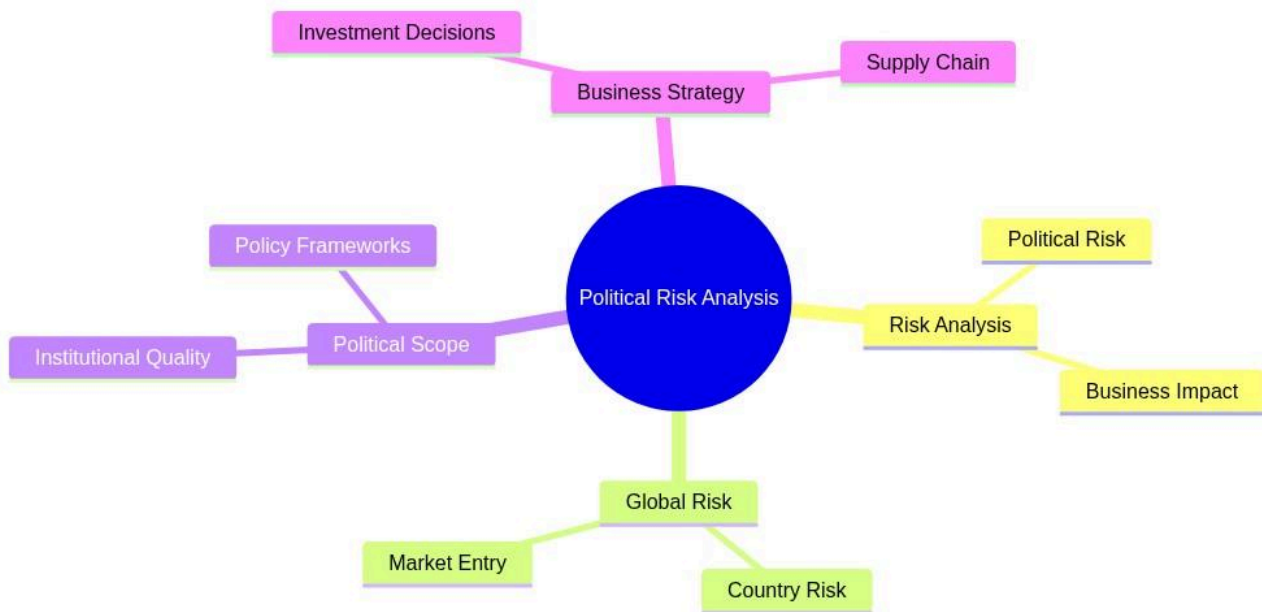 Investment Decisions
Supply Chain
Business Strategy
Policy Frameworks
Political Risk
Political Risk Analysis
Risk Analysis
Political Scope
Institutional Quality
Business Impact
Global Risk
Market Entry
Country Risk